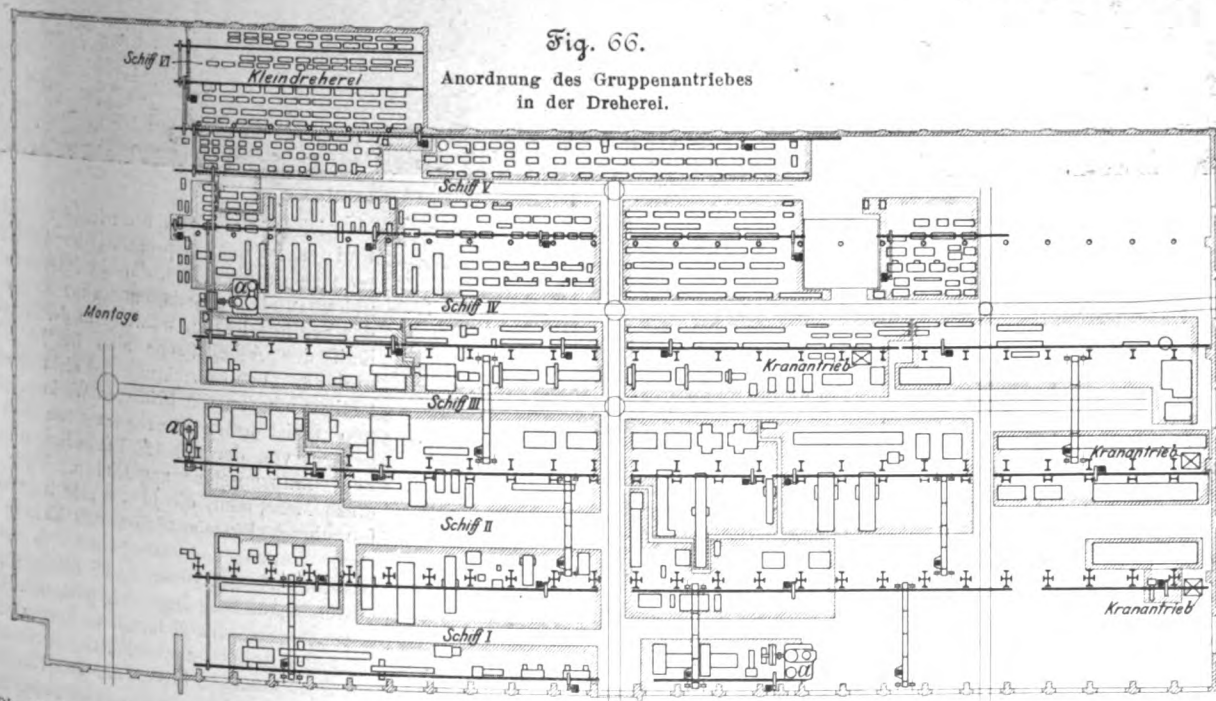 Fig. 66.
Anordnung des Gruppenantriebes
in der Dreherei.
Schiff VI
Kleindreherei
Schiff V
a
Schiff IV
Montage
Kranantrieb
Schiff III
a
Kranantrieb
Schiff II
Kranantrieb
Schiff I
a